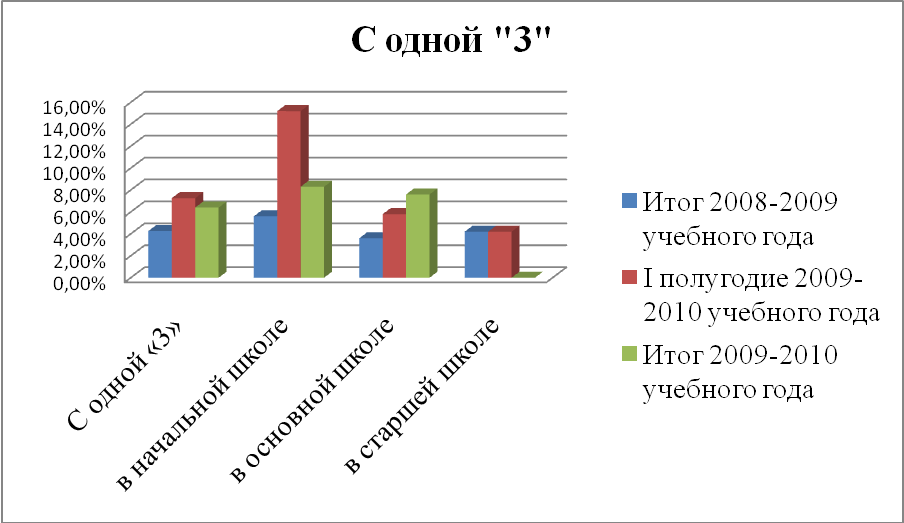 С одной "3"
16,00%
14,00%
12,00%
10,00%
8,00%
6,00%
4,00%
2,00%
0,00%
С одной «3»
в начальной школе
в основной школе
в старшей школе
Итог 2008-2009
учебного года
I полугодие 2009-
2010 учебного года
Итог 2009-2010
учебного года